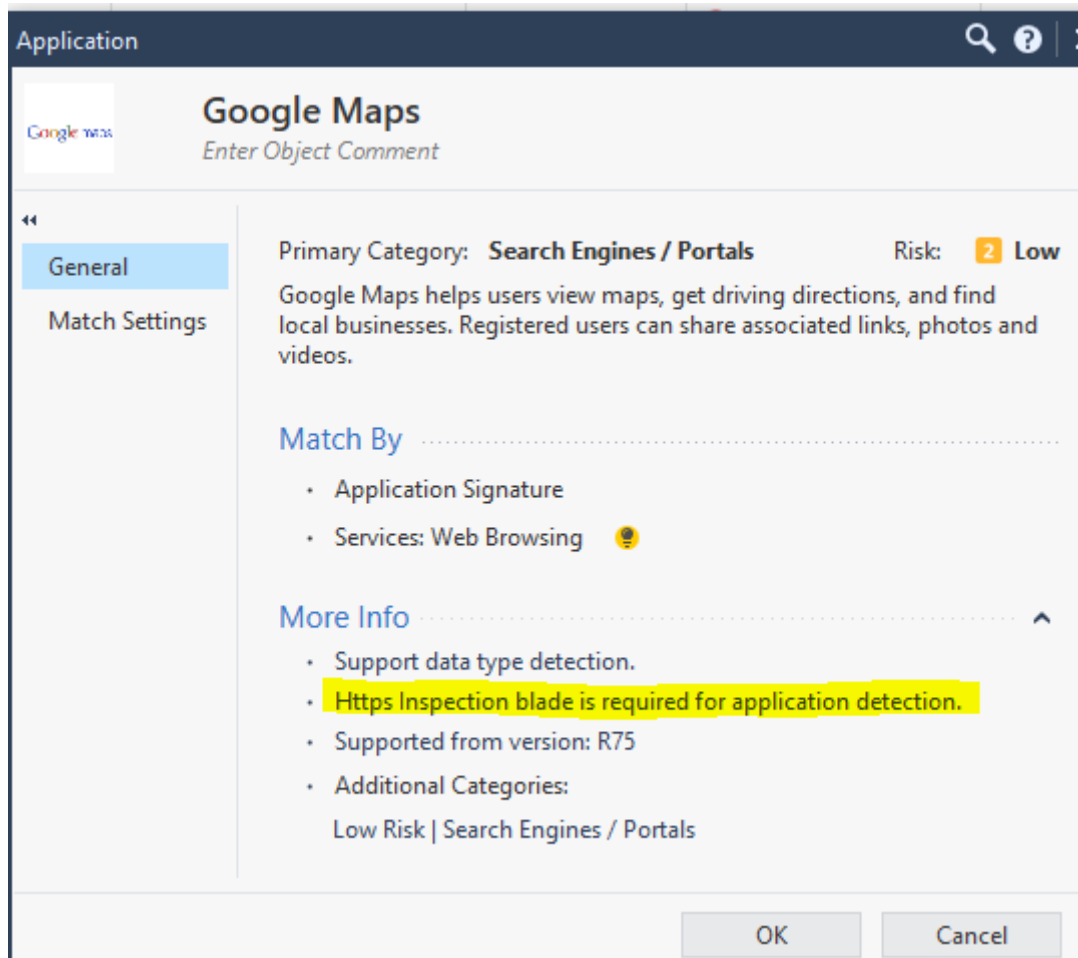 Application
Google maps
Google Maps
Enter Object Comment
General
Match Settings
Primary Category: Search Engines / Portals Risk: 2 Low
Google Maps helps users view maps, get driving directions, and find
local businesses. Registered users can share associated links, photos and
videos.
Match By
• Application Signature
• Services: Web Browsing
More Info
• Support data type detection.
• Https Inspection blade is required for application detection.
• Supported from version: R75
• Additional Categories:
Low Risk | Search Engines / Portals
OK Cancel